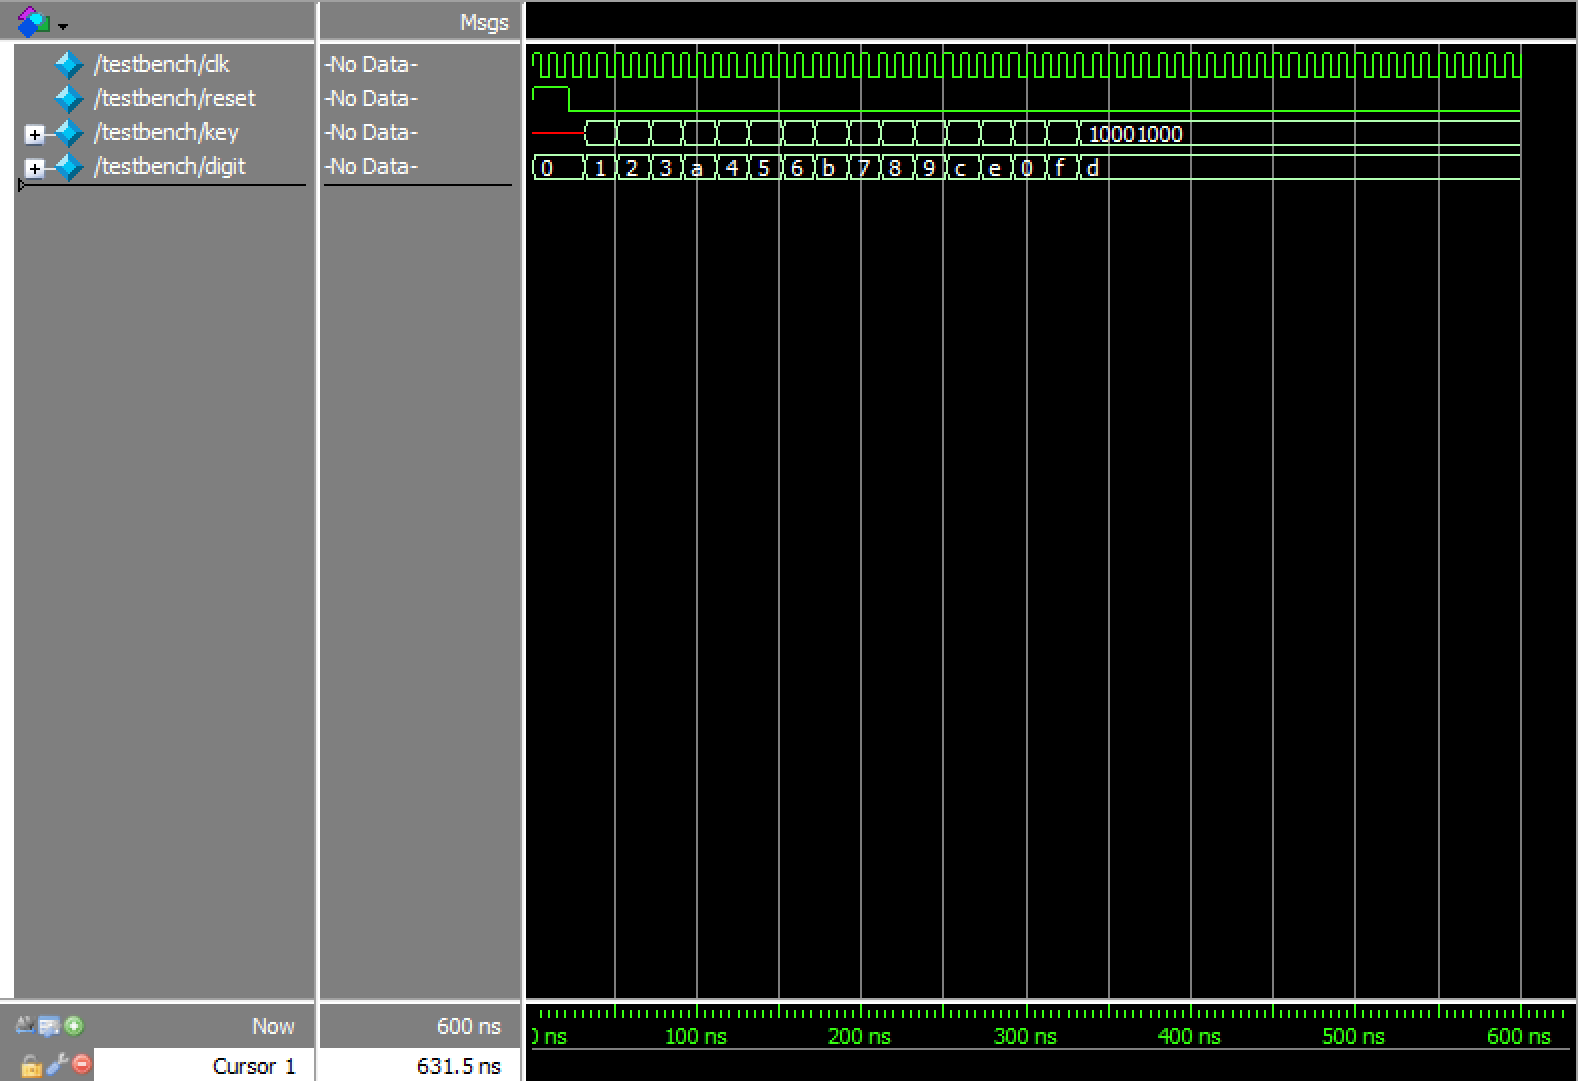 Msgs
/testbench/clk -No Data-
/testbench/reset -No Data-
/testbench/key -No Data- 10001000
/testbench/digit -No Data- 0 1 2 3 a 4 5 6 b 7 8 9 c e 0 f d
Now 600 ns ns 100 ns 200 ns 300 ns 400 ns 500 ns 600 ns
Cursor 1 631.5 ns